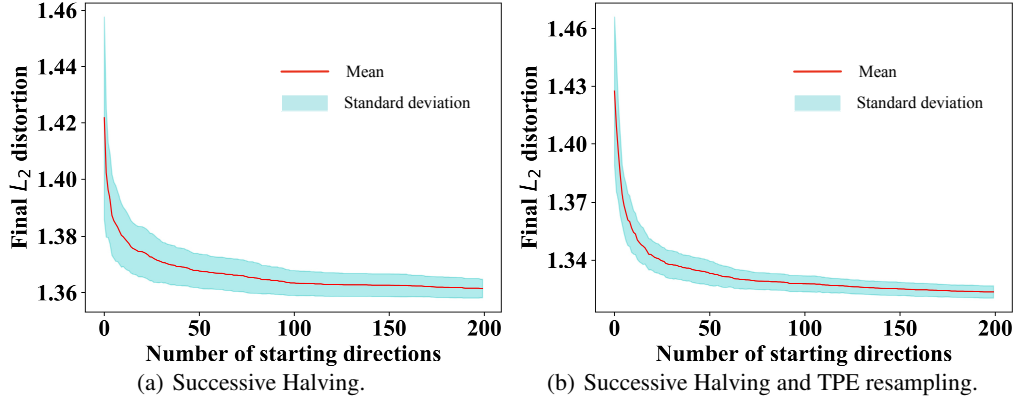 1.46
1.44
1.42
1.40
1.38
1.36
Final L2 distortion
Mean
Standard deviation
0 50 100 150 200
Number of starting directions
(a) Successive Halving.
1.46
1.43
1.40
1.37
1.34
Final L2 distortion
Mean
Standard deviation
0 50 100 150 200
Number of starting directions
(b) Successive Halving and TPE resampling.